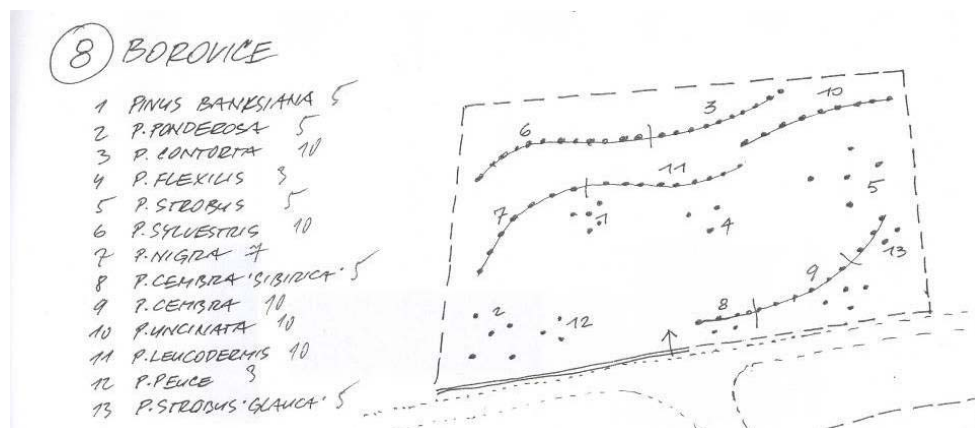 8 BOROVICE
1 PINUS BANKSIANA 5
2 P. PONDEROSA 5
3 P. CONTORTA 10
4 P. FLEXILIS 3
5 P. STROBUS 5
6 P. SYLVESTRIS 10
7 P. NIGRA 7
8 P. CEMBRA 'SIBIRICA' 5
9 P. CEMBRA 10
10 P. UNCINATA 10
11 P. LEUCODERMIS 10
12 P. PEUCE 3
13 P. STROBUS 'GLAUCA' 5
10
3
6
11
5
7
1
4
13
9
8
2
12